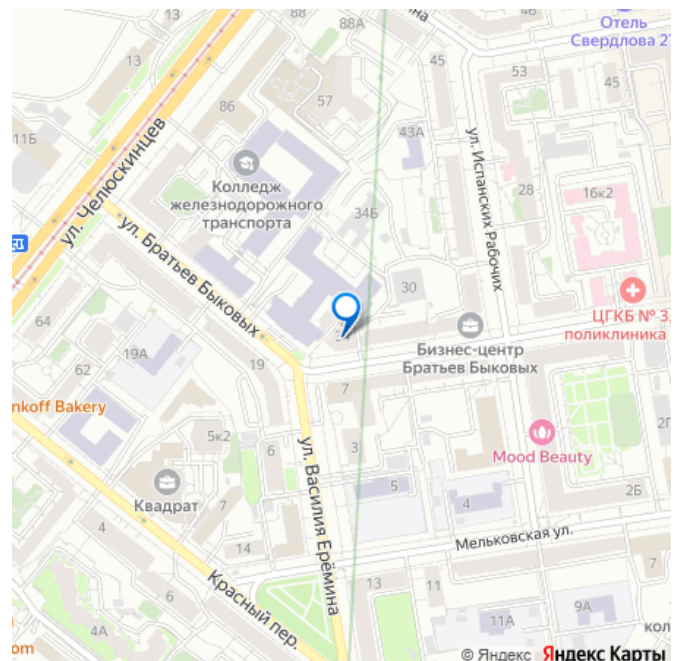 13
88
88А
Отель
Свердлова 27
13
45
53
45
86
57
43А
11Б
ул. Челюскинцев
Колледж
железнодорожного
транспорта
ул. Испанских Рабочих
28
16к2
34Б
ул. Братьев Быковых
30
ЦГКБ № 3,
поликлиника
64
19А
62
19
Бизнес-центр
Братьев Быковых
7
nkoff Bakery
5к2
6
ул. Василия Ерёмина
3
Mood Beauty
Квадрат
7
5
4
2Б
4
14
Мельковская ул.
Красный пер.
6
13
11
7
9А
11А
4А
кол
om
© Яндекс Яндекс Карты